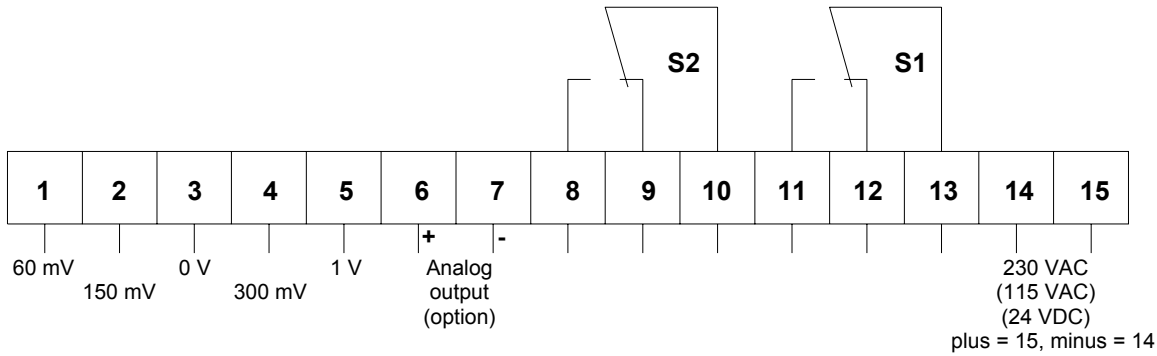 S2 S1
1 2 3 4 5 6 7 8 9 10 11 12 13 14 15
+ -
60 mV 0 V 1 V Analog 230 VAC
150 mV 300 mV output (115 VAC)
(option) (24 VDC)
plus = 15, minus = 14